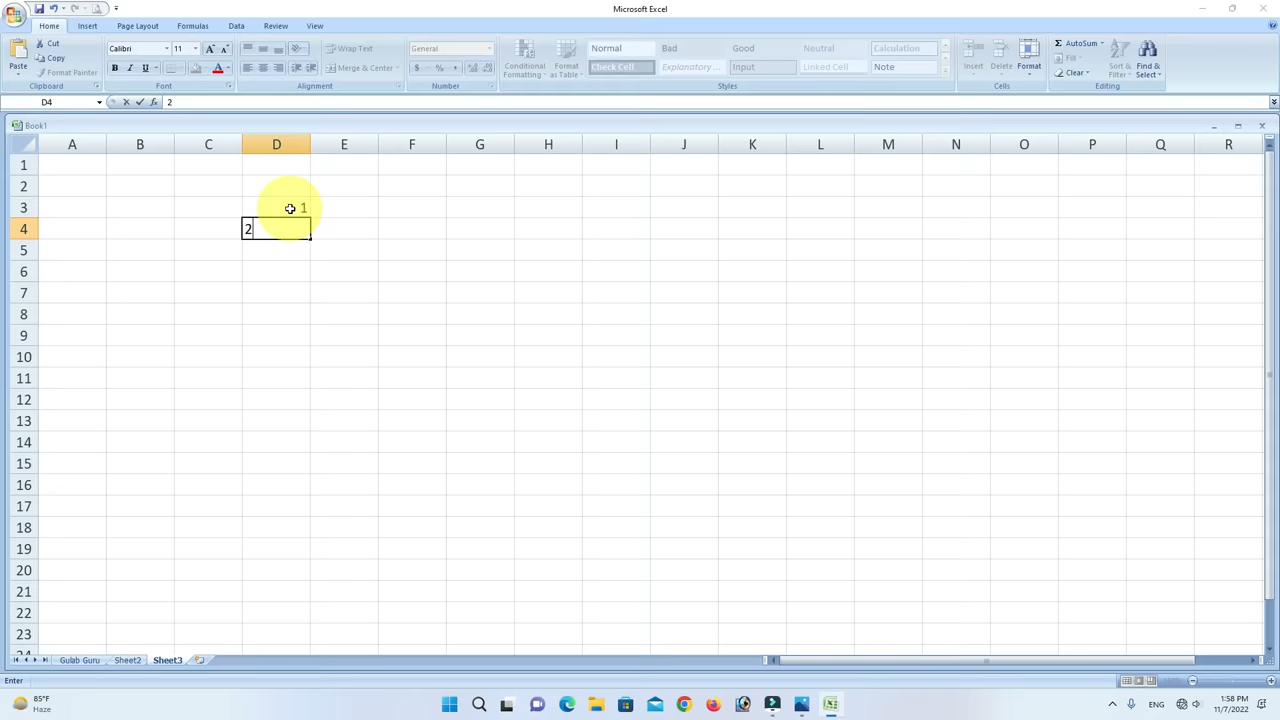 Microsoft Excel
Home Insert Page Layout Formulas Data Review View
Paste
Cut
Copy
Format Painter
Clipboard
Calibri 11
B I U
Font
Wrap Text
Merge & Center
Alignment
General
$ % ,
Number
Conditional Formatting
Format as Table
Normal Bad Good Neutral Calculation
Check Cell Explanatory ... Input Linked Cell Note
Styles
Insert Delete Format
Cells
Σ AutoSum
Fill
Clear
Sort & Filter
Find & Select
Editing
D4 fx 2
Book1
A B C D E F G H I J K L M N O P Q R
1
2
3 1
4 2
5
6
7
8
9
10
11
12
13
14
15
16
17
18
19
20
21
22
23
24
Gulab Guru Sheet2 Sheet3
Enter
85°F
Haze
ENG
1:58 PM
11/7/2022